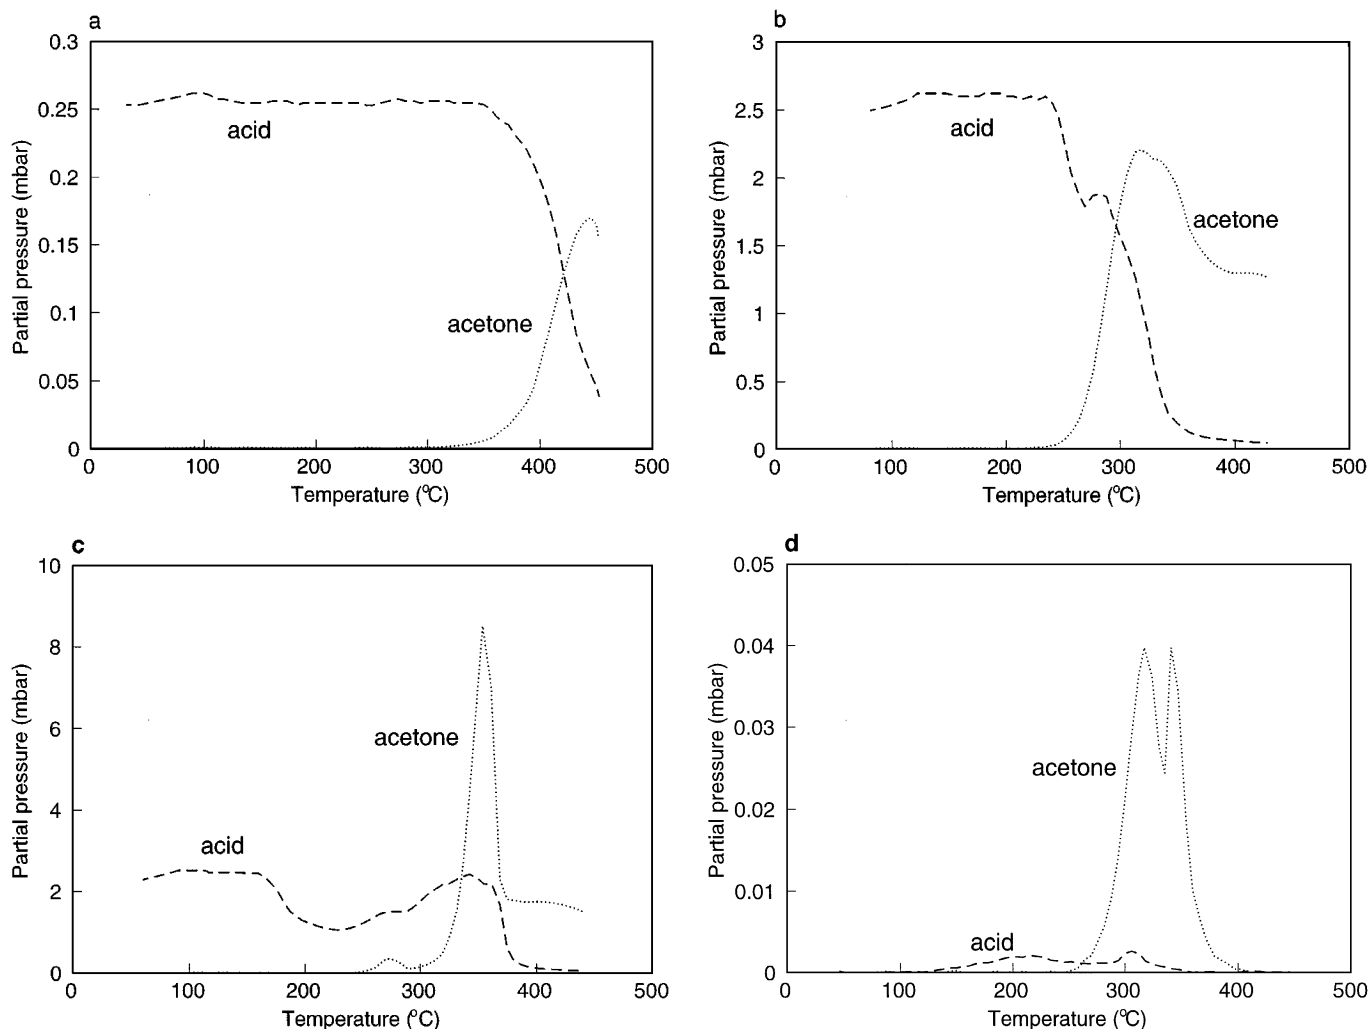 a
0.3
0.25
0.2
0.15
0.1
0.05
0
Partial pressure (mbar)
acid
acetone
0 100 200 300 400 500
Temperature (°C)
b
3
2.5
2
1.5
1
0.5
0
Partial pressure (mbar)
acid
acetone
0 100 200 300 400 500
Temperature (°C)
c
10
8
6
4
2
0
Partial pressure (mbar)
acetone
acid
0 100 200 300 400 500
Temperature (°C)
d
0.05
0.04
0.03
0.02
0.01
0
Partial pressure (mbar)
acetone
acid
0 100 200 300 400 500
Temperature (°C)